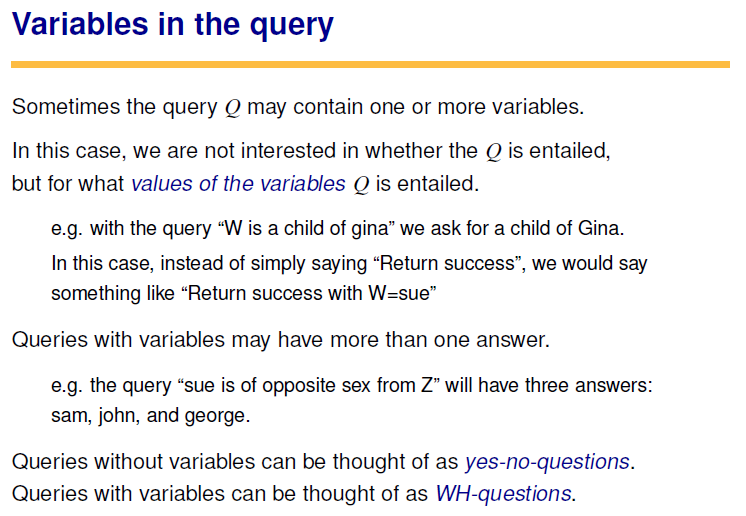 Variables in the query
Sometimes the query Q may contain one or more variables.
In this case, we are not interested in whether the Q is entailed,
but for what values of the variables Q is entailed.
e.g. with the query “W is a child of gina” we ask for a child of Gina.
In this case, instead of simply saying “Return success”, we would say
something like “Return success with W=sue”
Queries with variables may have more than one answer.
e.g. the query “sue is of opposite sex from Z” will have three answers:
sam, john, and george.
Queries without variables can be thought of as yes-no-questions.
Queries with variables can be thought of as WH-questions.